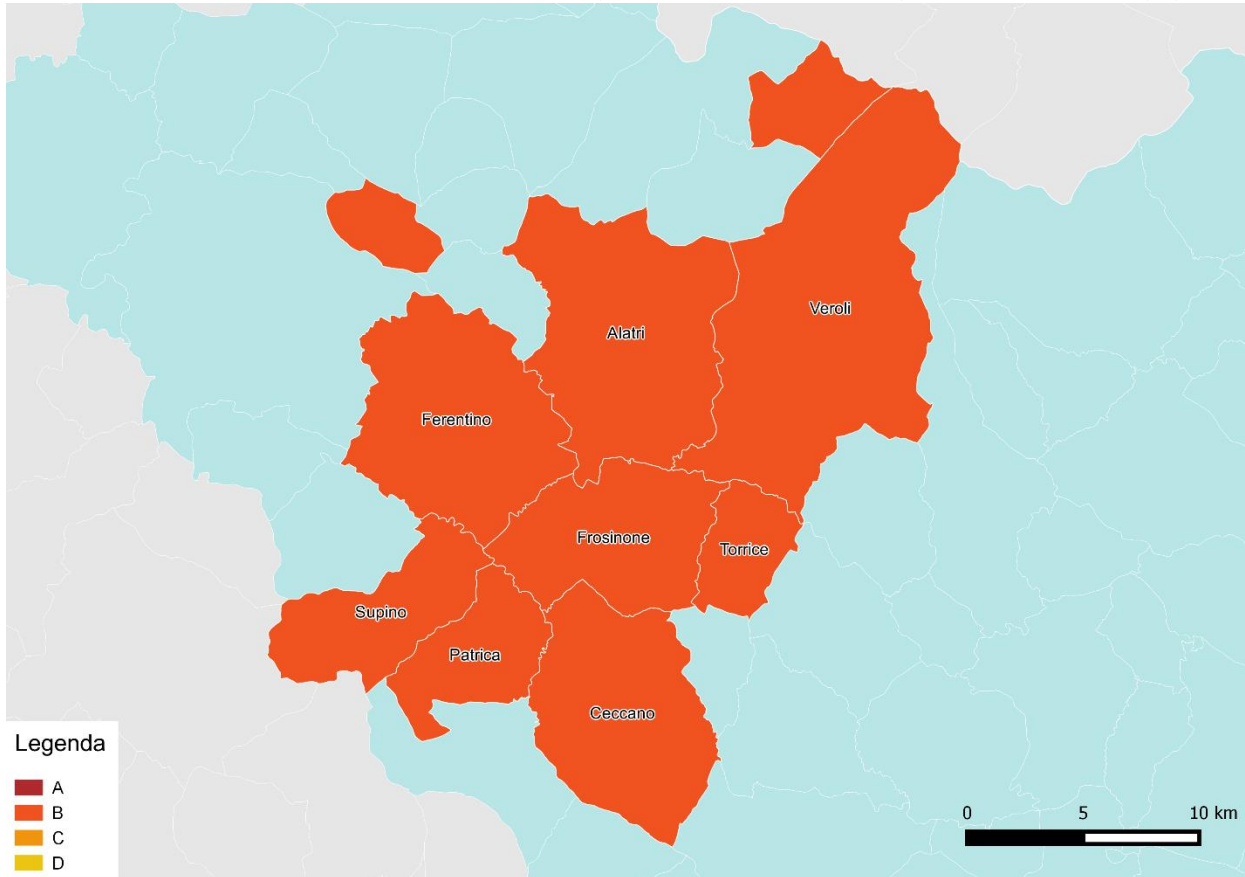 Veroli
Alatri
Ferentino
Frosinone
Torrice
Supino
Patrica
Ceccano
Legenda
A
B
C
D
0 5 10 km